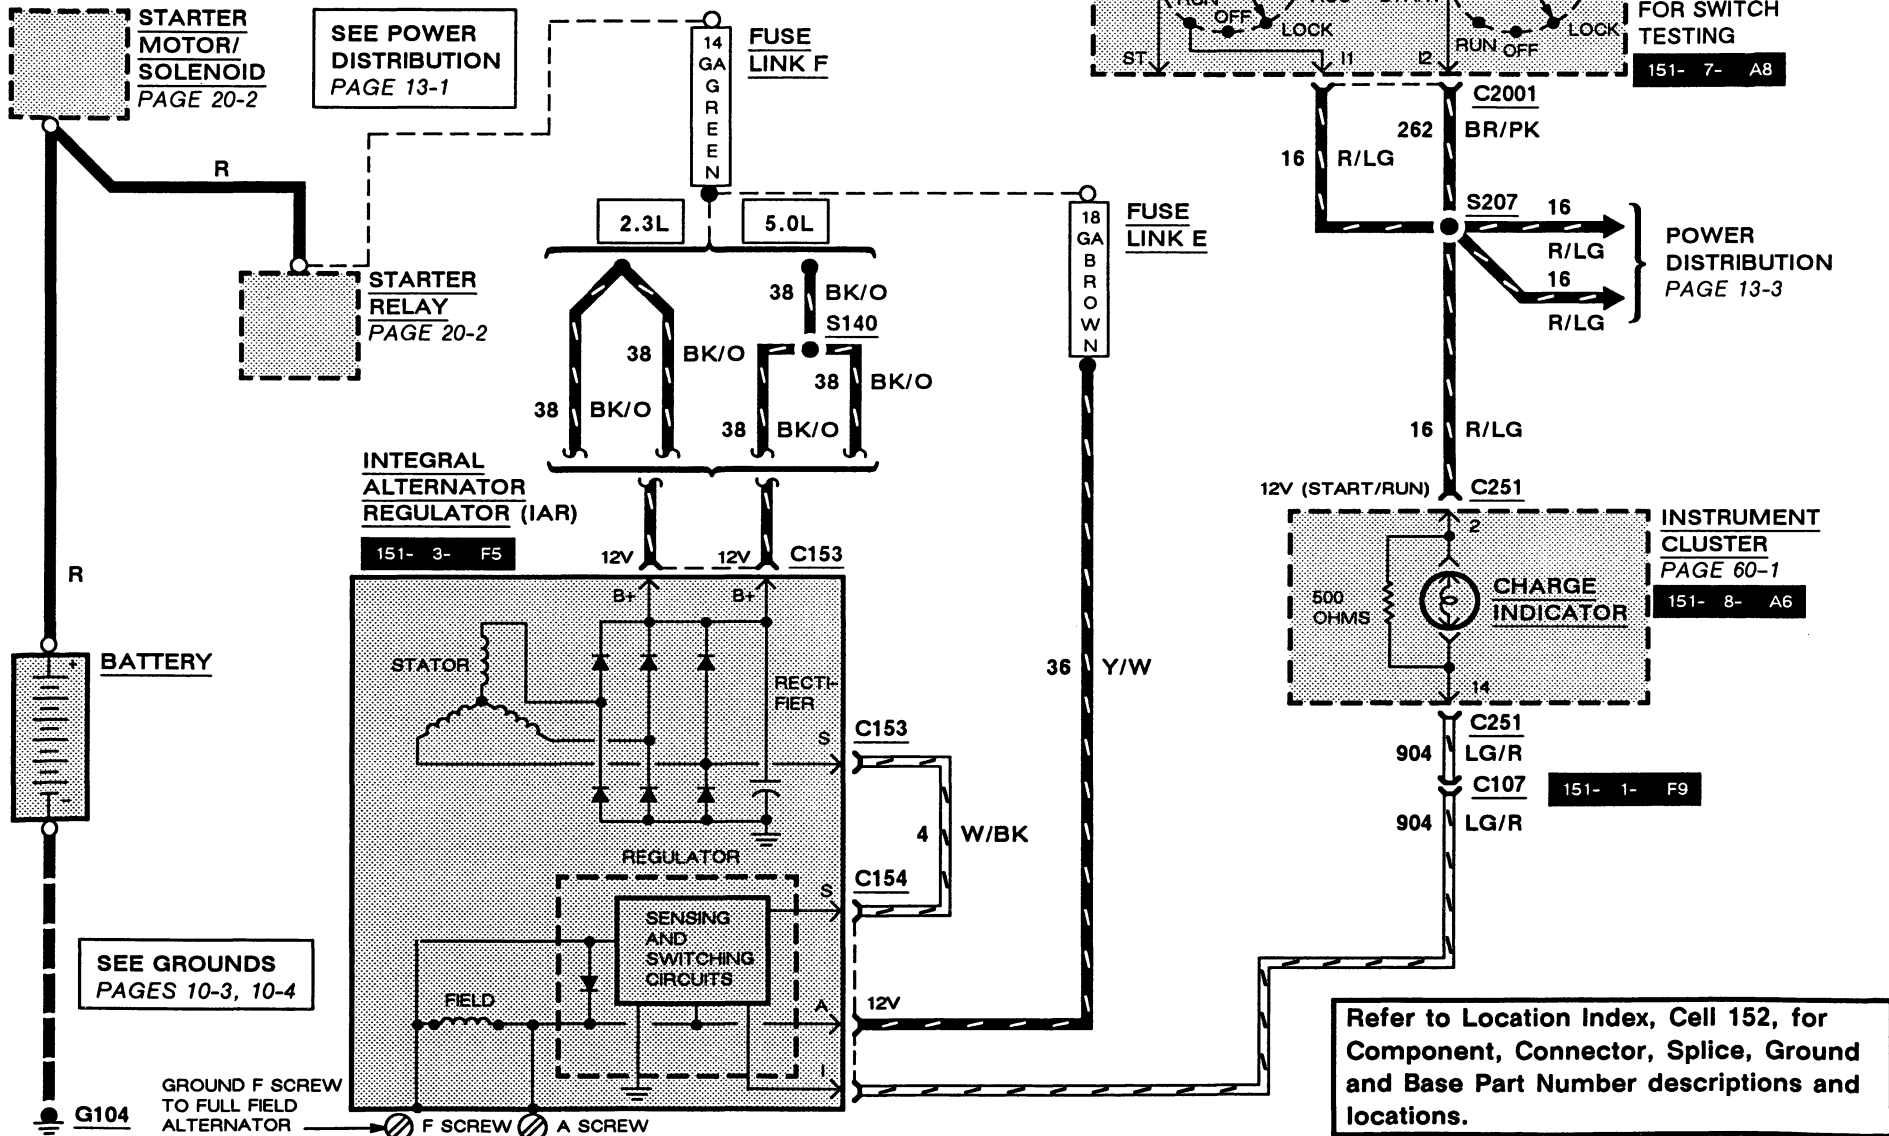 STARTER
MOTOR/
SOLENOID
PAGE 20-2
SEE POWER
DISTRIBUTION
PAGE 13-1
14
GA
G
R
E
E
N
FUSE
LINK F
RUN
OFF
LOCK
ST
I1
I2
RUN
OFF
LOCK
FOR SWITCH
TESTING
151- 7- A8
C2001
262 BR/PK
16 R/LG
R
STARTER
RELAY
PAGE 20-2
2.3L
5.0L
18
GA
B
R
O
W
N
FUSE
LINK E
S207
16
R/LG
16
R/LG
POWER
DISTRIBUTION
PAGE 13-3
38 BK/O
S140
38 BK/O
38 BK/O
38 BK/O
38 BK/O
16 R/LG
INTEGRAL
ALTERNATOR
REGULATOR (IAR)
151- 3- F5
12V
12V
C153
B+
B+
12V (START/RUN)
C251
2
INSTRUMENT
CLUSTER
PAGE 60-1
151- 8- A6
500
OHMS
CHARGE
INDICATOR
14
C251
904 LG/R
C107
151- 1- F9
904 LG/R
R
BATTERY
+
-
STATOR
RECTI-
FIER
36 Y/W
S
C153
4 W/BK
REGULATOR
S
C154
SENSING
AND
SWITCHING
CIRCUITS
FIELD
A
12V
I
SEE GROUNDS
PAGES 10-3, 10-4
G104
GROUND F SCREW
TO FULL FIELD
ALTERNATOR
F SCREW
A SCREW
Refer to Location Index, Cell 152, for
Component, Connector, Splice, Ground
and Base Part Number descriptions and
locations.